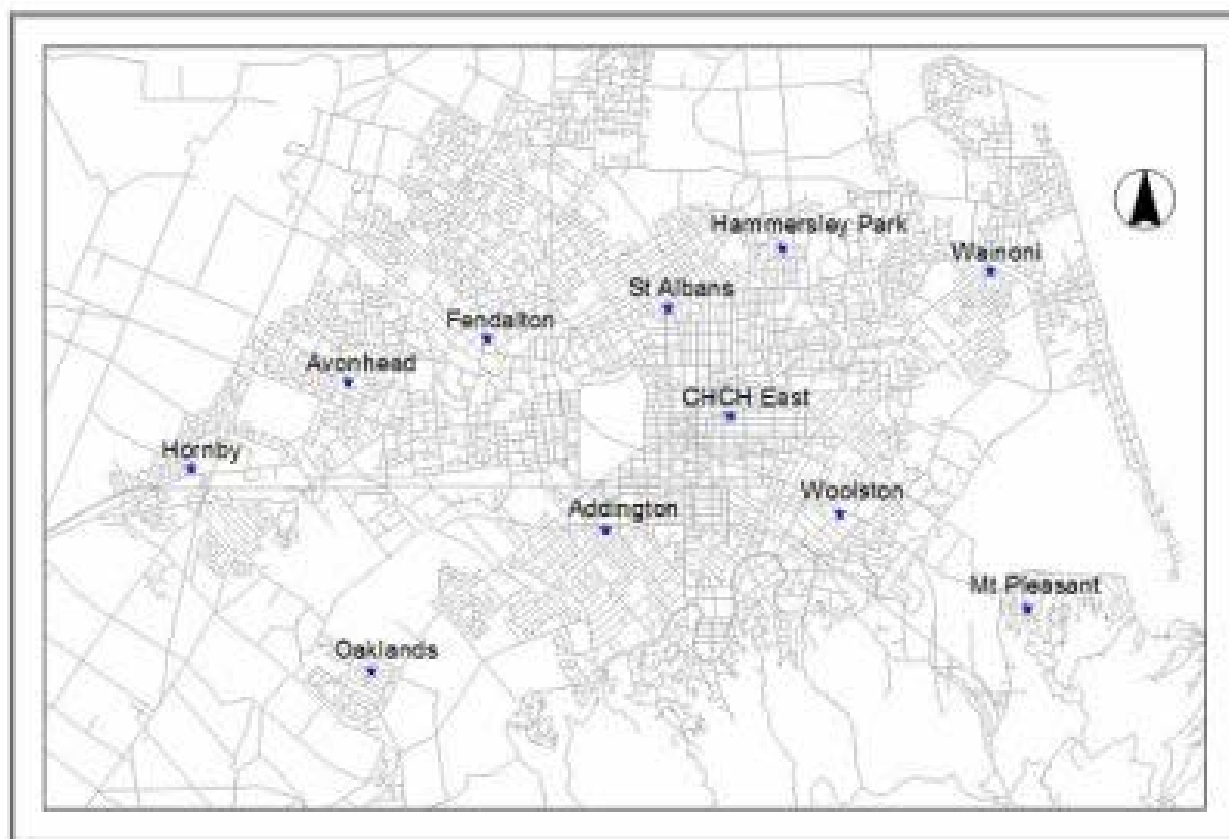 Hammersley Park
Wainoni
St Albans
Fendalton
Avonhead
CHCH East
Hornby
Woolston
Addington
Mt Pleasant
Oaklands